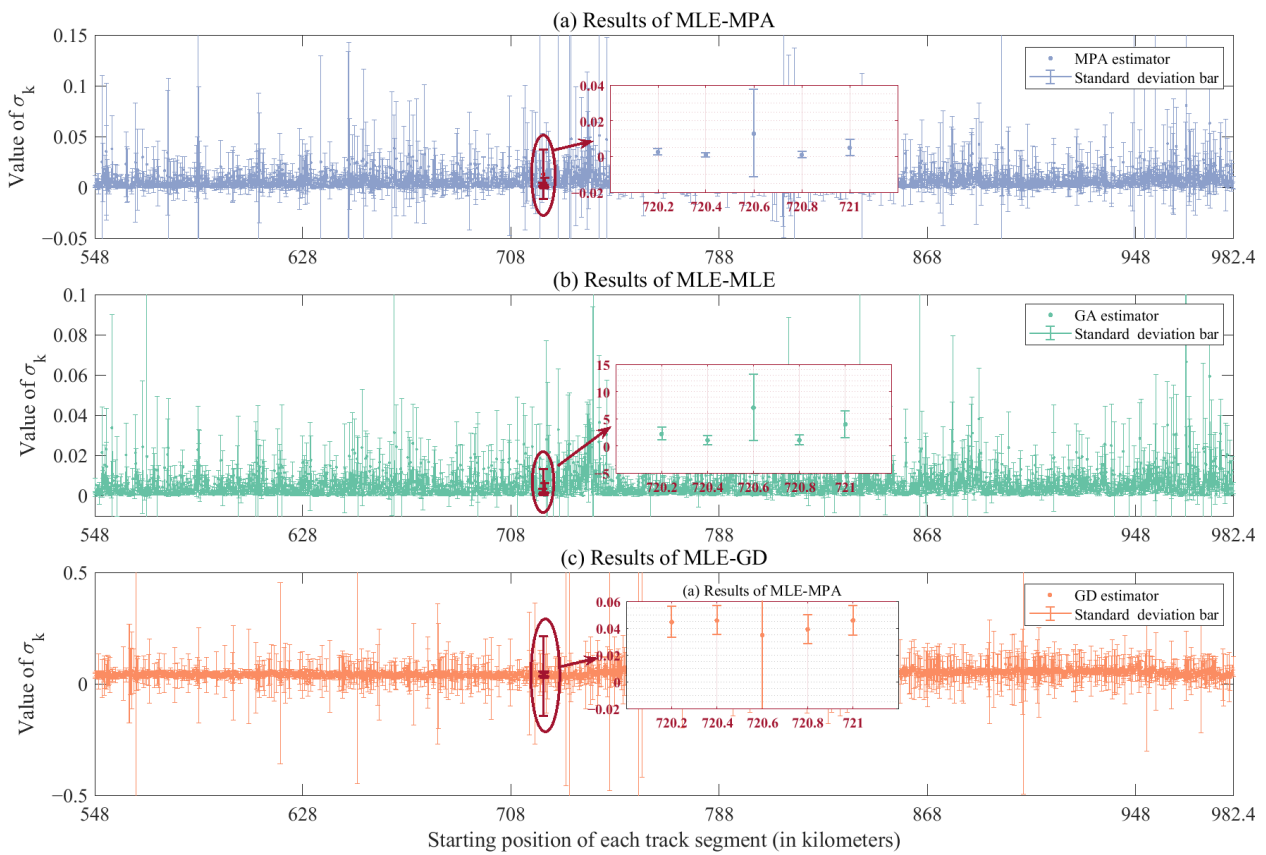 (a) Results of MLE-MPA
Value of σk
0.15
0.1
0.05
0
−0.05
MPA estimator
Standard deviation bar
0.04
0.02
0
−0.02
720.2 720.4 720.6 720.8 721
548 628 708 788 868 948 982.4
(b) Results of MLE-MLE
Value of σk
0.1
0.08
0.06
0.04
0.02
0
GA estimator
Standard deviation bar
15
10
5
0
5
720.2 720.4 720.6 720.8 721
548 628 708 788 868 948 982.4
(c) Results of MLE-GD
Value of σk
0.5
0
−0.5
GD estimator
Standard deviation bar
(a) Results of MLE-MPA
0.06
0.04
0.02
0
−0.02
720.2 720.4 720.6 720.8 721
548 628 708 788 868 948 982.4
Starting position of each track segment (in kilometers)